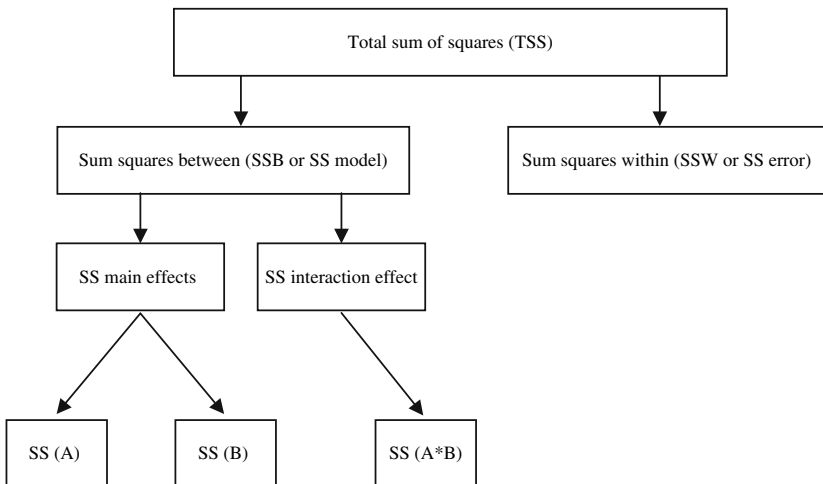 Total sum of squares (TSS)
Sum squares between (SSB or SS model)
Sum squares within (SSW or SS error)
SS main effects
SS interaction effect
SS (A)
SS (B)
SS (A*B)